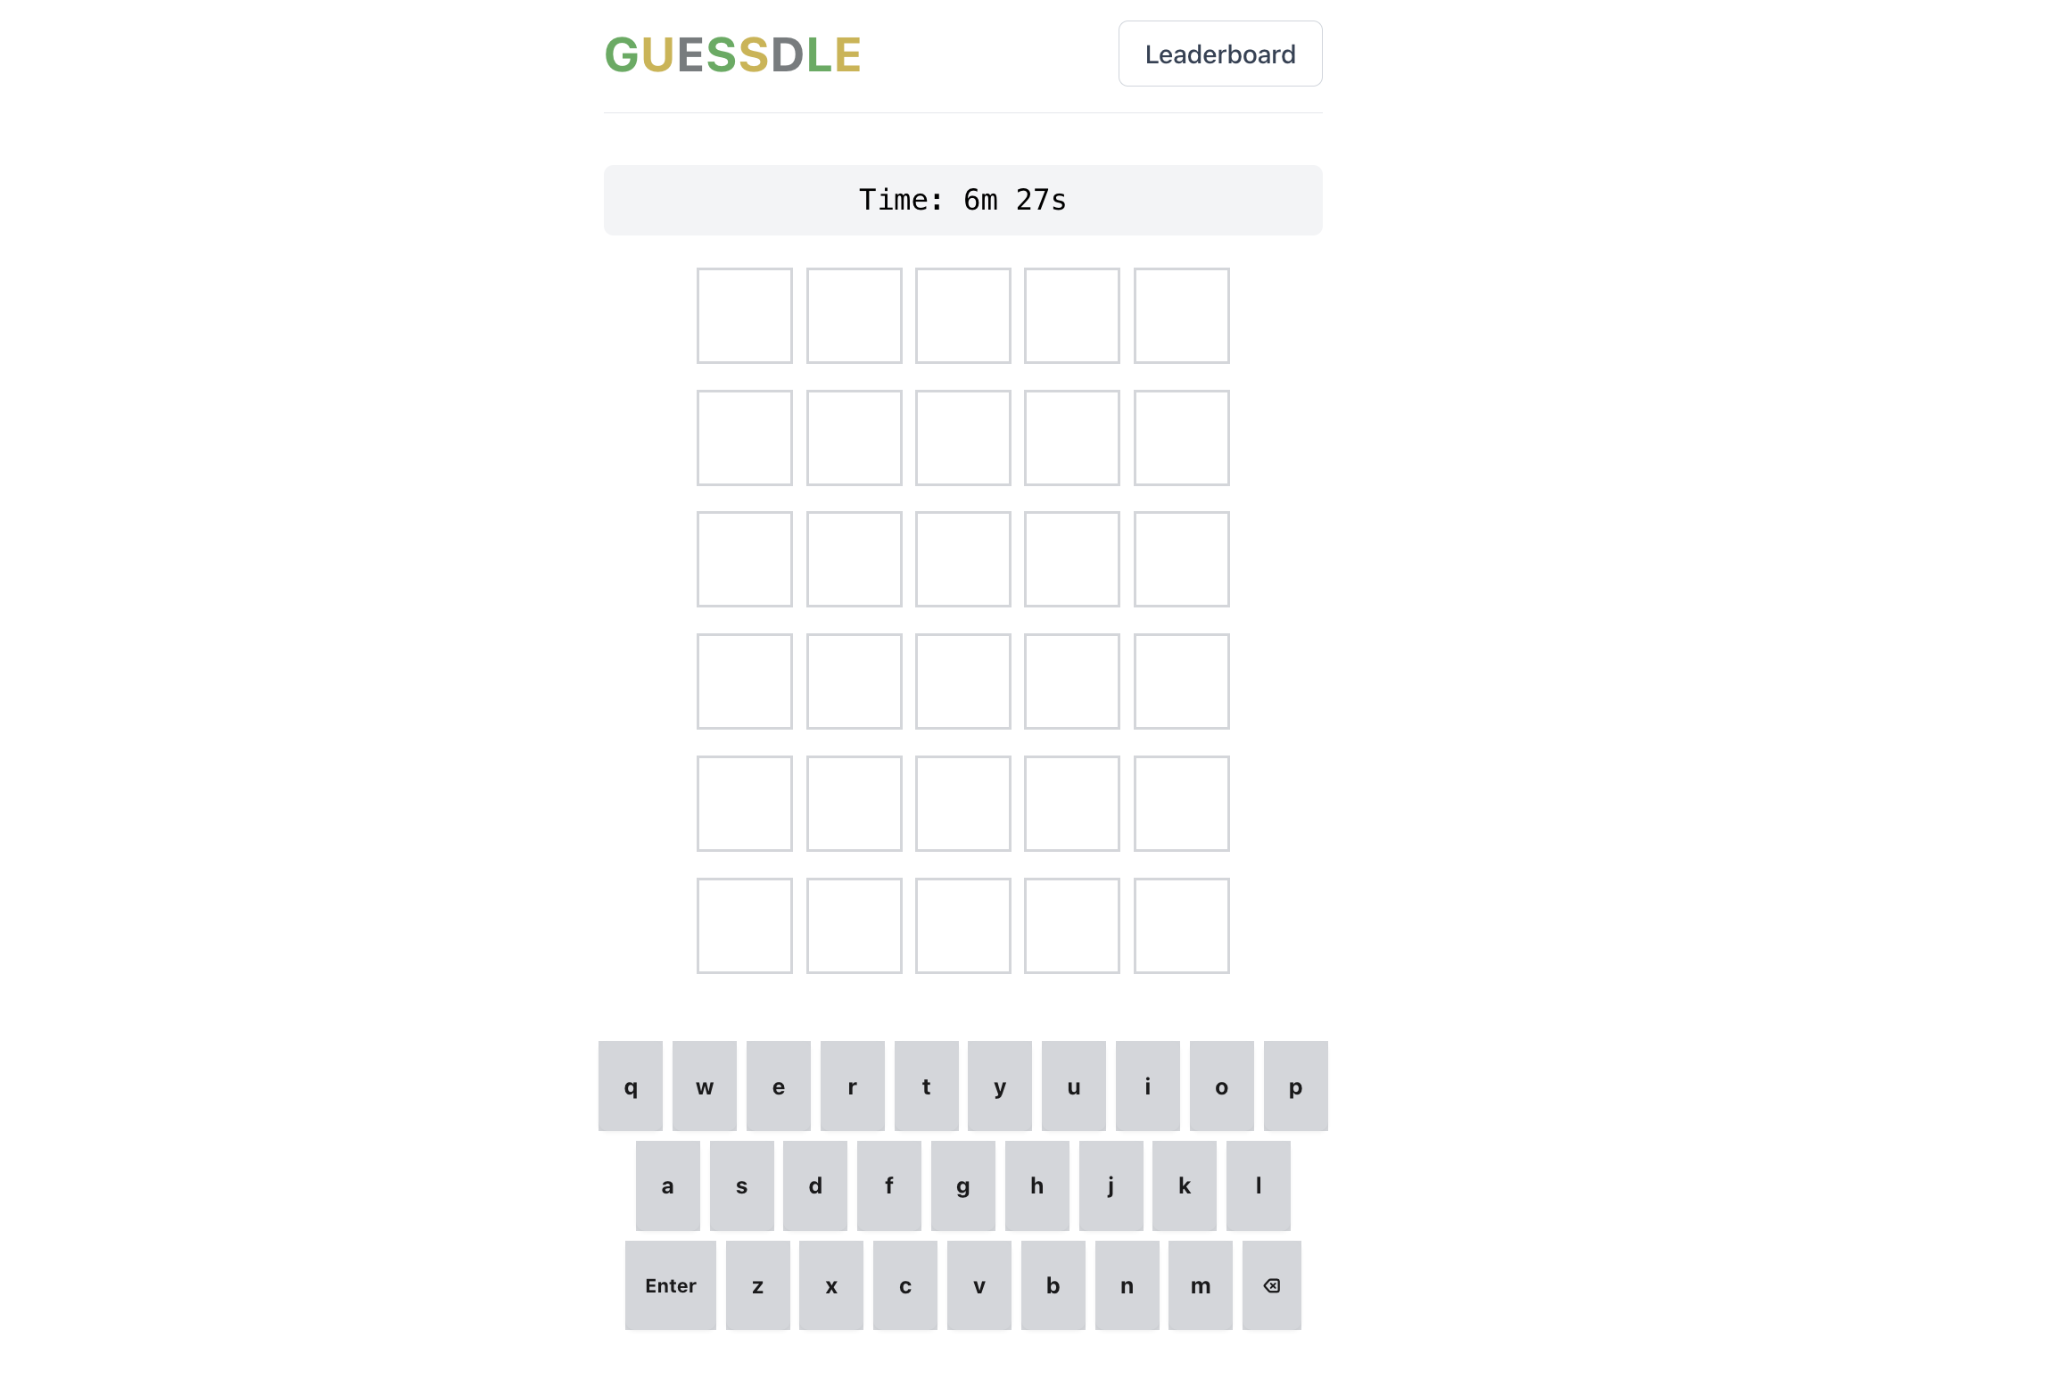 GUESSDLE
Leaderboard
Time: 6m 27s
q w e r t y u i o p
a s d f g h j k l
Enter z x c v b n m